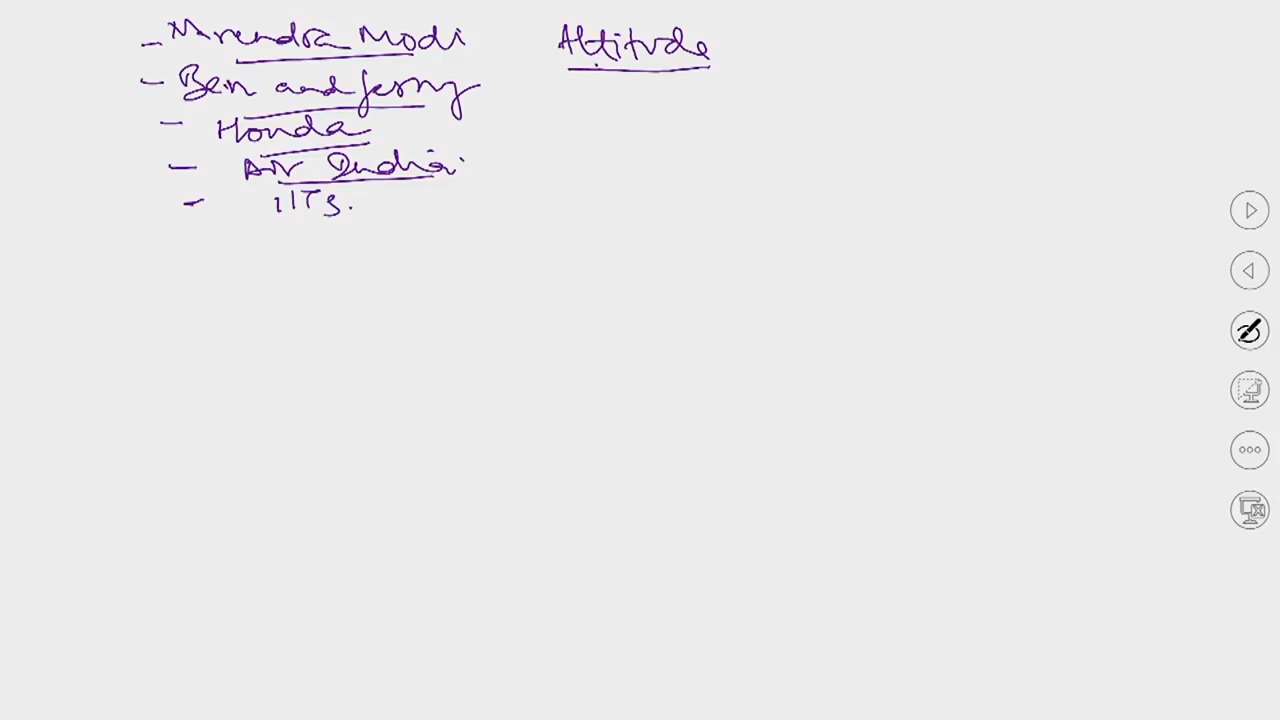 - Narendra Modi
Attitude
- Ben and Jerry
- Honda
- Air India
- IITs.